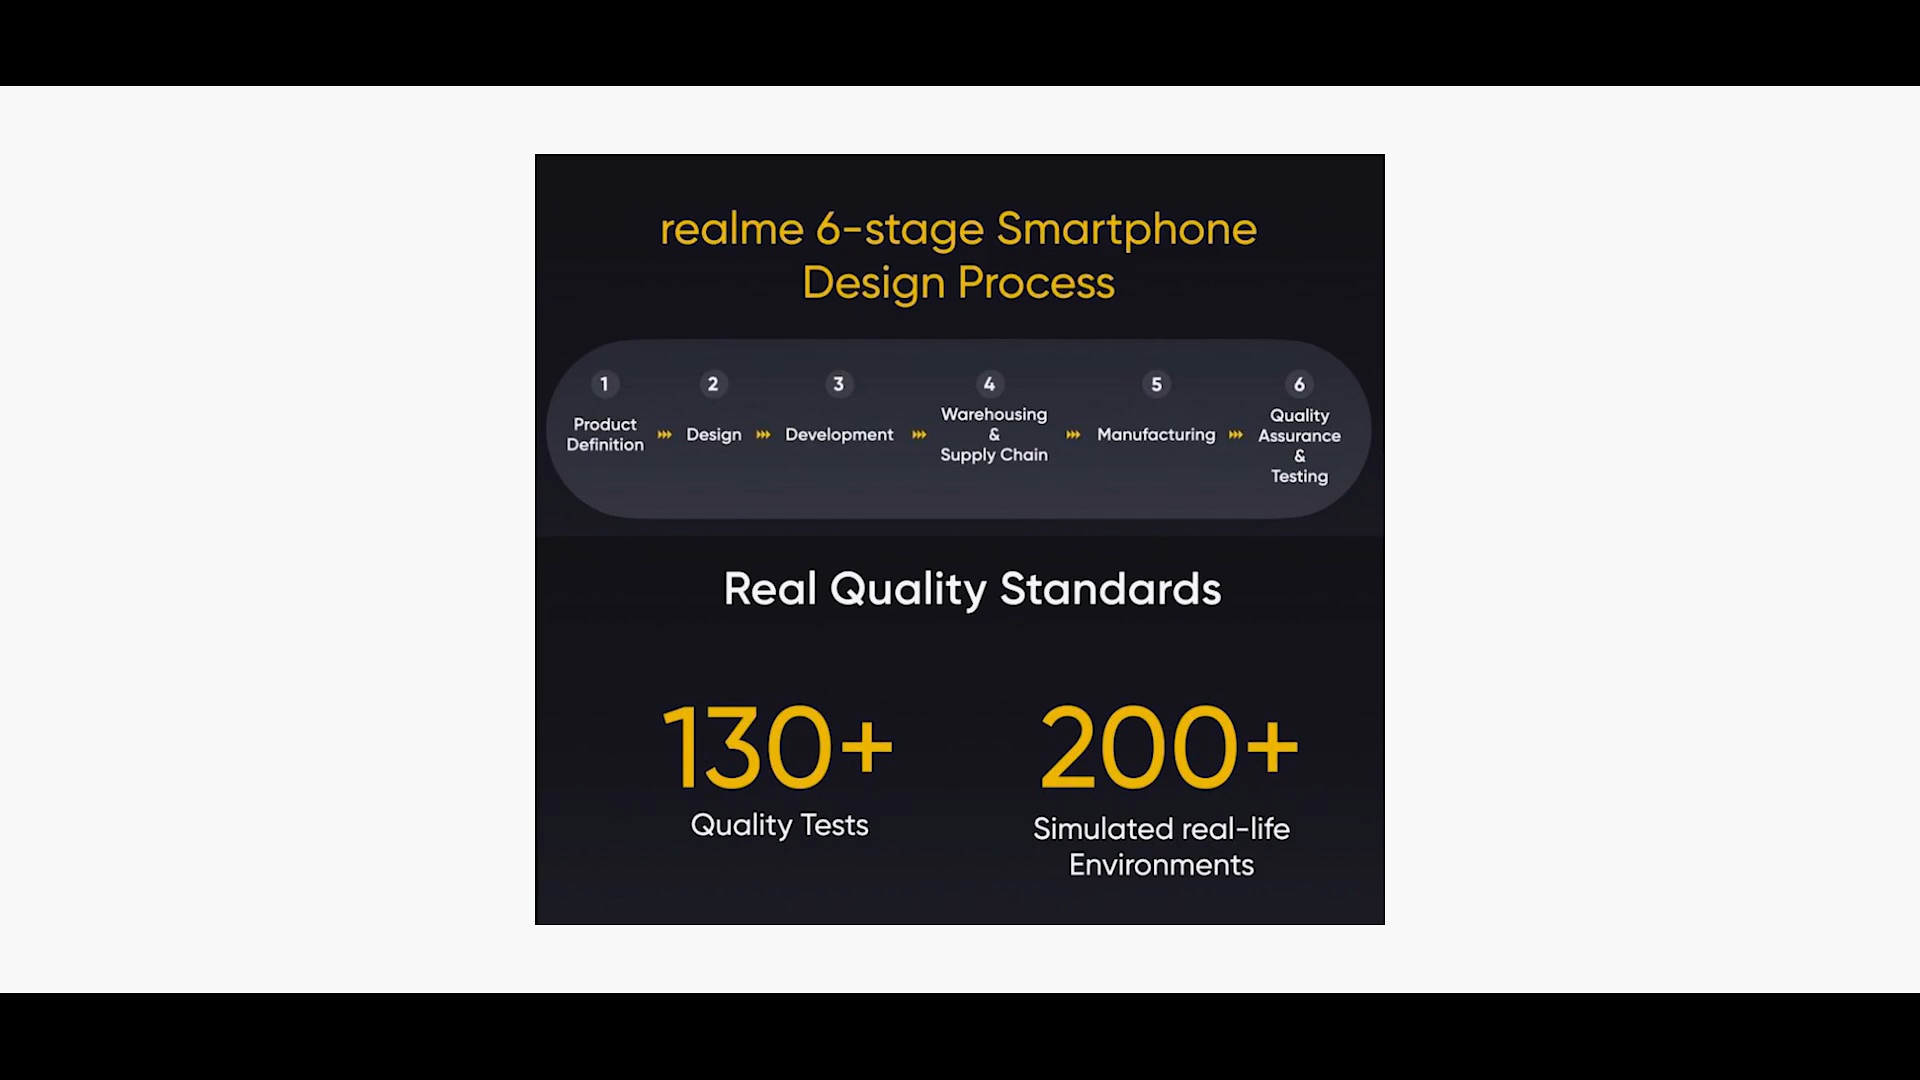 realme 6-stage Smartphone
Design Process
1
Product
Definition
2
Design
3
Development
4
Warehousing
&
Supply Chain
5
Manufacturing
6
Quality
Assurance
&
Testing
Real Quality Standards
130+
Quality Tests
200+
Simulated real-life
Environments